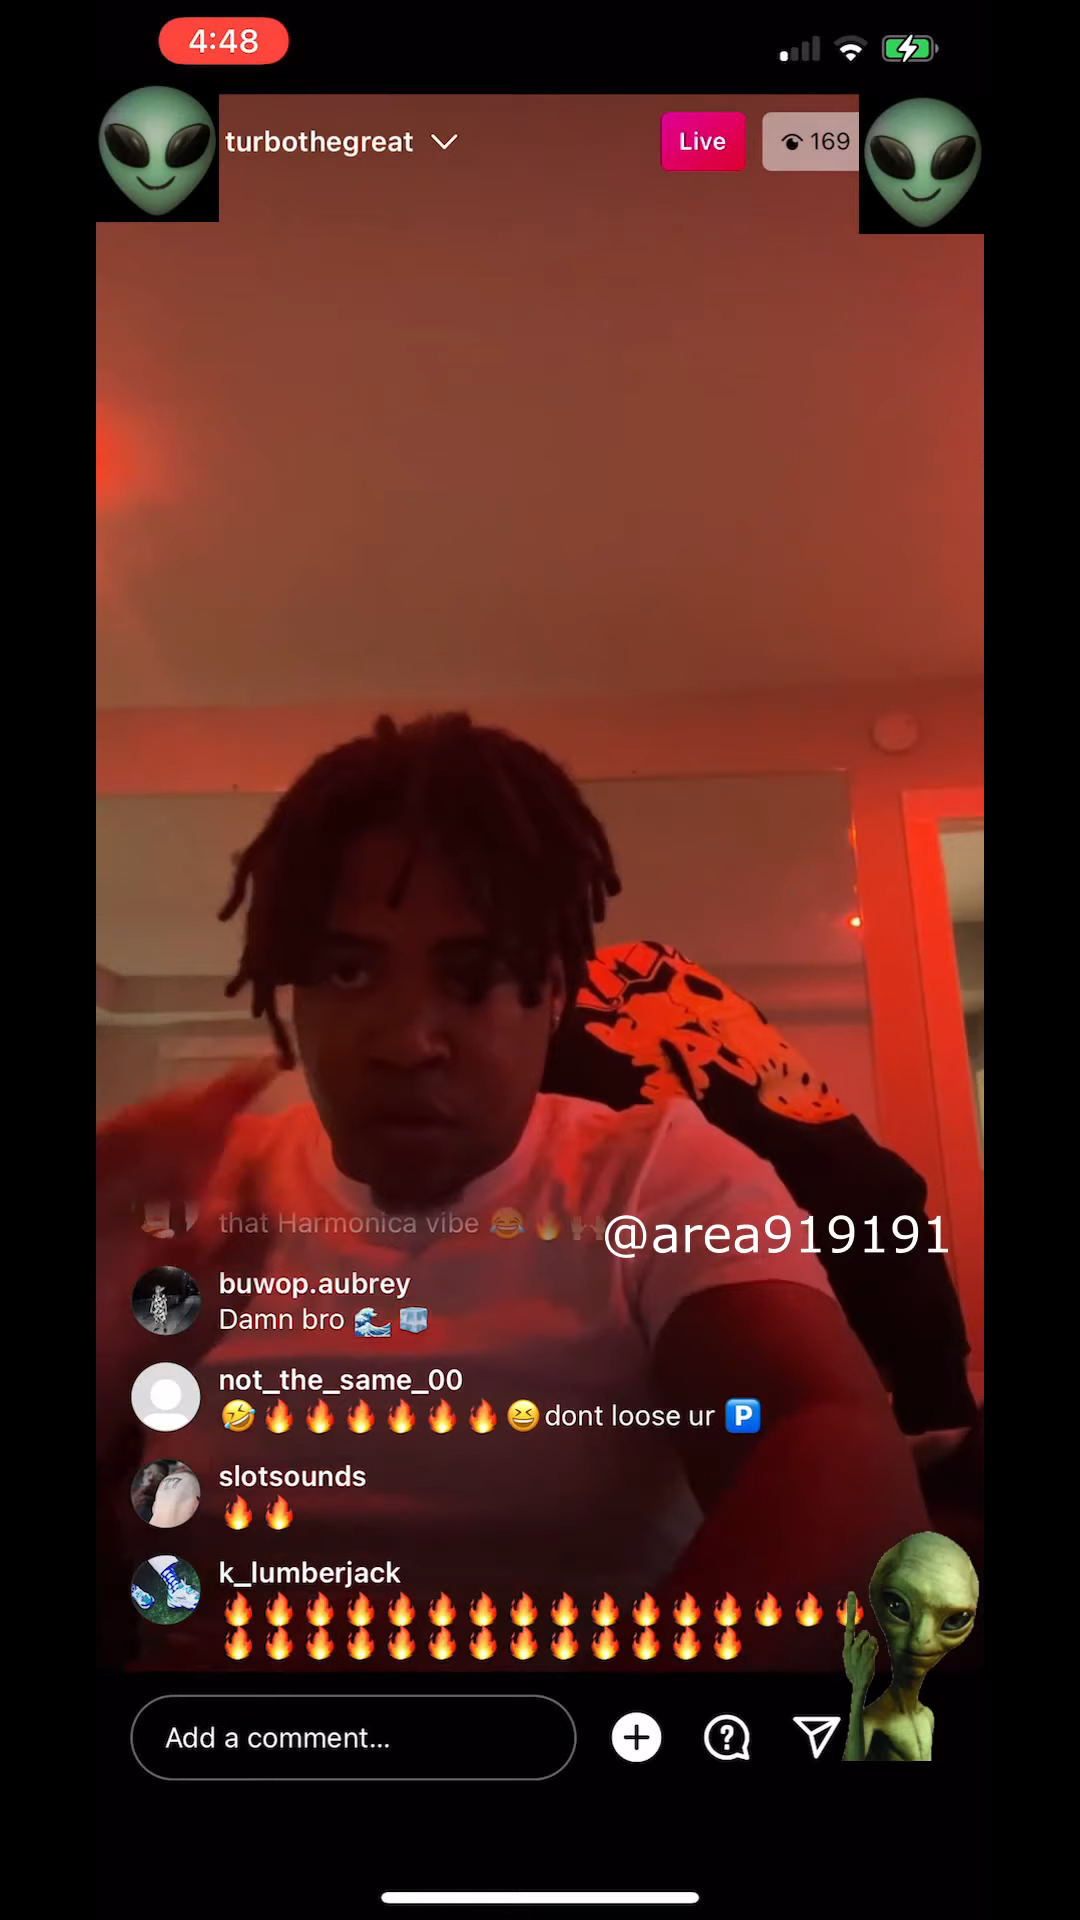 4:48
turbothegreat
Live
169
that Harmonica vibe 😂🔥🙌
@area919191
buwop.aubrey
Damn bro 🌊🧊
not_the_same_00
🤣🔥🔥🔥🔥🔥🔥😆dont loose ur 🅿️
slotsounds
🔥🔥
k_lumberjack
🔥🔥🔥🔥🔥🔥🔥🔥🔥🔥🔥🔥🔥🔥🔥🔥
🔥🔥🔥🔥🔥🔥🔥🔥🔥🔥🔥🔥🔥
Add a comment...